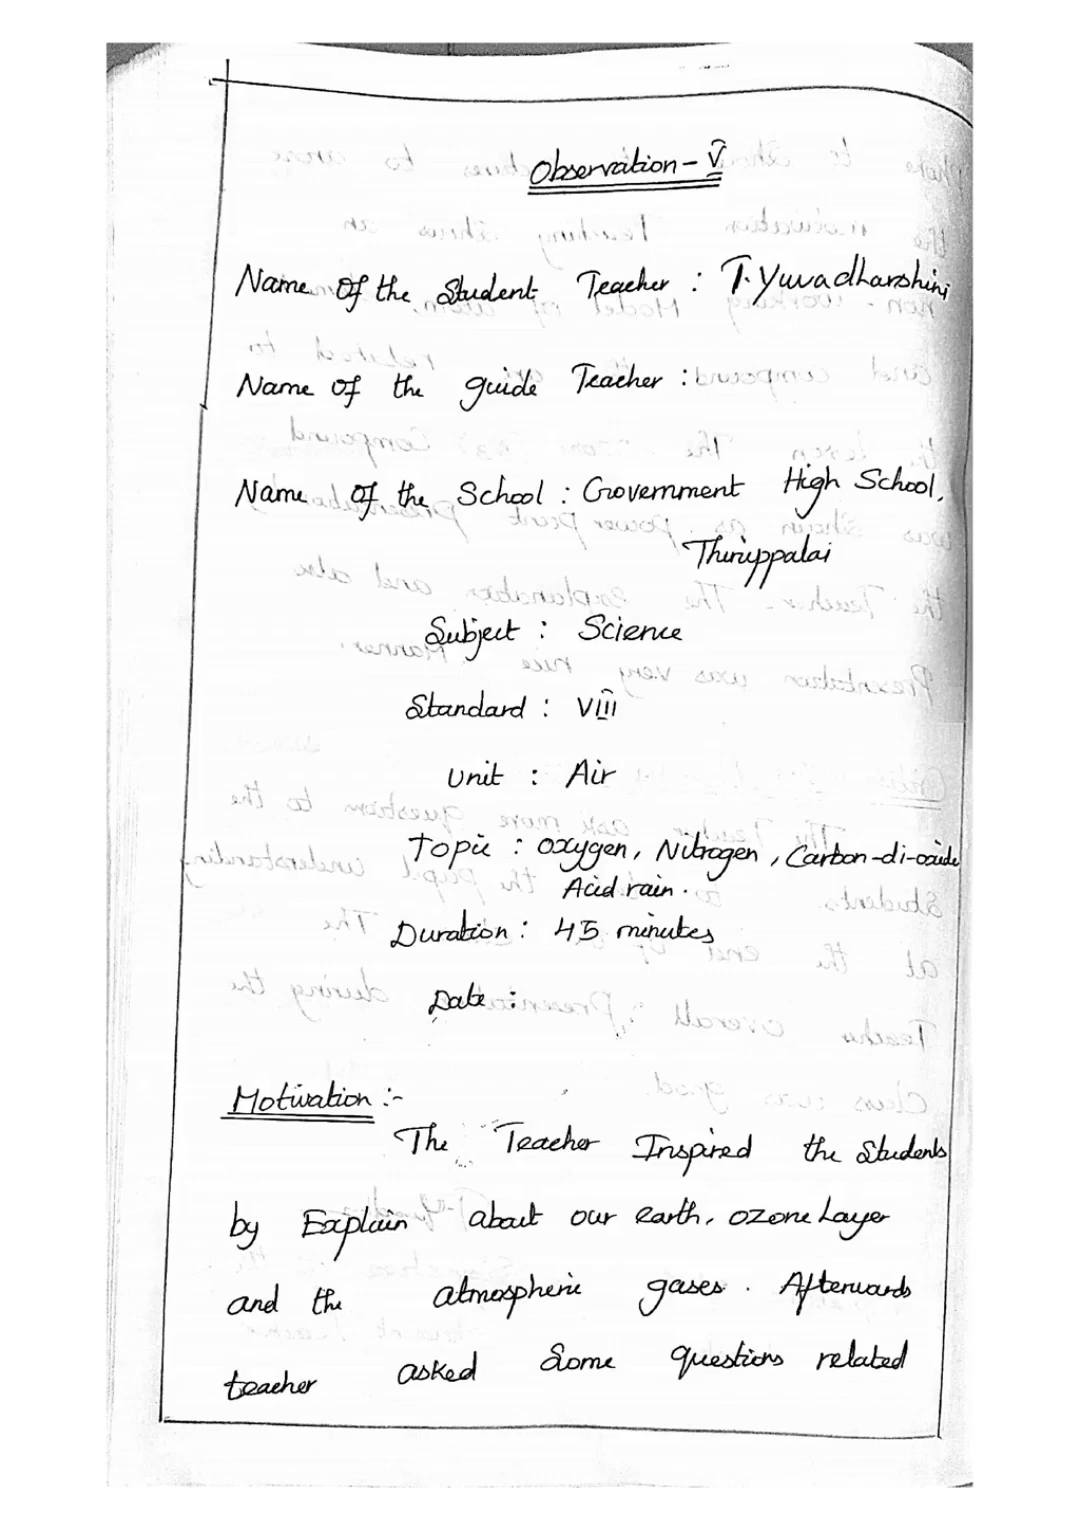 Observation - V
Name of the Student Teacher : T. Yuvadharshini
Name of the guide Teacher :
Name of the School : Government High School,
Thiruppalai
Subject : Science
Standard : VIII
Unit : Air
Topic : Oxygen, Nitrogen, Carbon-di-oxide
Acid rain.
Duration : 45 minutes
Date :
Motivation :-
The Teacher Inspired the Students
by Explain about our earth, ozone Layer
and the atmospheric gases. Afterwards
teacher asked Some questions related